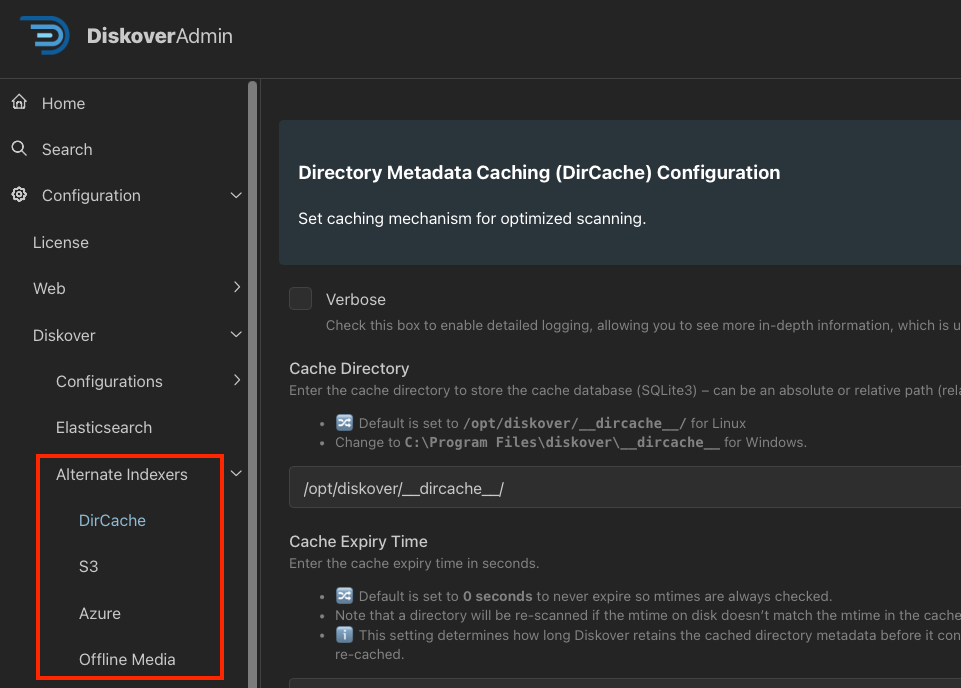 DiskoverAdmin
Home
Search
Configuration
License
Web
Diskover
Configurations
Elasticsearch
Alternate Indexers
DirCache
S3
Azure
Offline Media
Directory Metadata Caching (DirCache) Configuration
Set caching mechanism for optimized scanning.
Verbose
Check this box to enable detailed logging, allowing you to see more in-depth information, which is u
Cache Directory
Enter the cache directory to store the cache database (SQLite3) – can be an absolute or relative path (rela
• Default is set to /opt/diskover/__dircache__/ for Linux
• Change to C:\Program Files\diskover\__dircache__ for Windows.
/opt/diskover/__dircache__/
Cache Expiry Time
Enter the cache expiry time in seconds.
• Default is set to 0 seconds to never expire so mtimes are always checked.
• Note that a directory will be re-scanned if the mtime on disk doesn't match the mtime in the cache
• This setting determines how long Diskover retains the cached directory metadata before it con
re-cached.